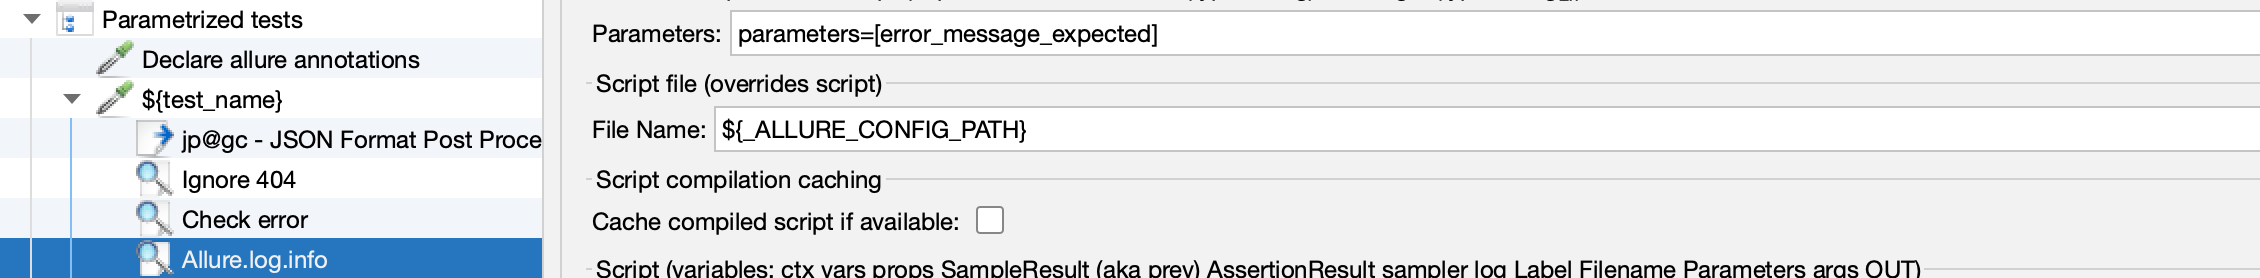 Parametrized tests
Declare allure annotations
${test_name}
jp@gc - JSON Format Post Proce
Ignore 404
Check error
Allure.log.info
Parameters: parameters=[error_message_expected]
Script file (overrides script)
File Name: ${_ALLURE_CONFIG_PATH}
Script compilation caching
Cache compiled script if available:
Script (variables: ctx vars props SampleResult (aka prev) AssertionResult sampler log Label Filename Parameters args OUT)